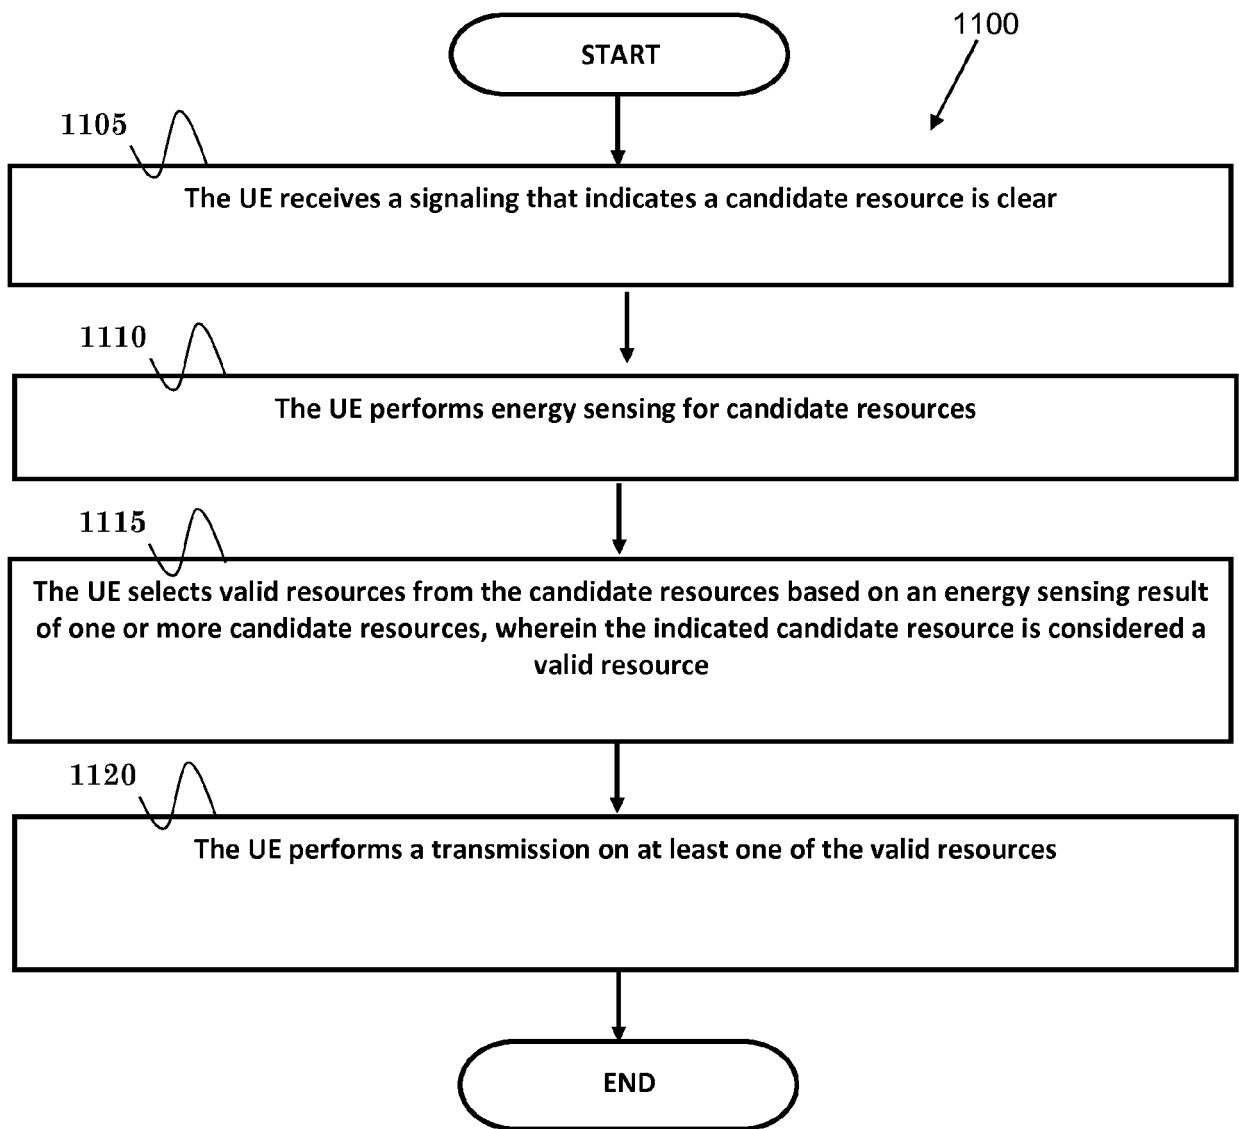 START
1100
1105
The UE receives a signaling that indicates a candidate resource is clear
1110
The UE performs energy sensing for candidate resources
1115
The UE selects valid resources from the candidate resources based on an energy sensing result
of one or more candidate resources, wherein the indicated candidate resource is considered a
valid resource
1120
The UE performs a transmission on at least one of the valid resources
END